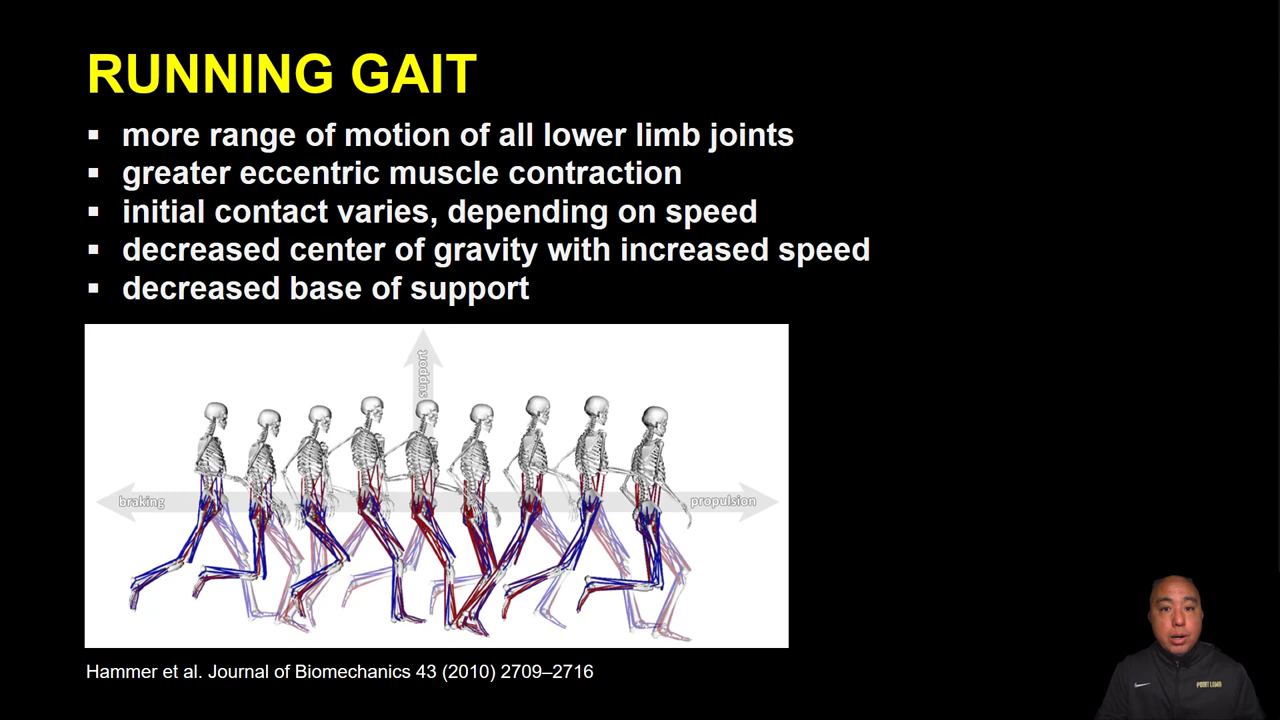 RUNNING GAIT
▪ more range of motion of all lower limb joints
▪ greater eccentric muscle contraction
▪ initial contact varies, depending on speed
▪ decreased center of gravity with increased speed
▪ decreased base of support
support
braking
propulsion
Hammer et al. Journal of Biomechanics 43 (2010) 2709–2716
POINT LOMA